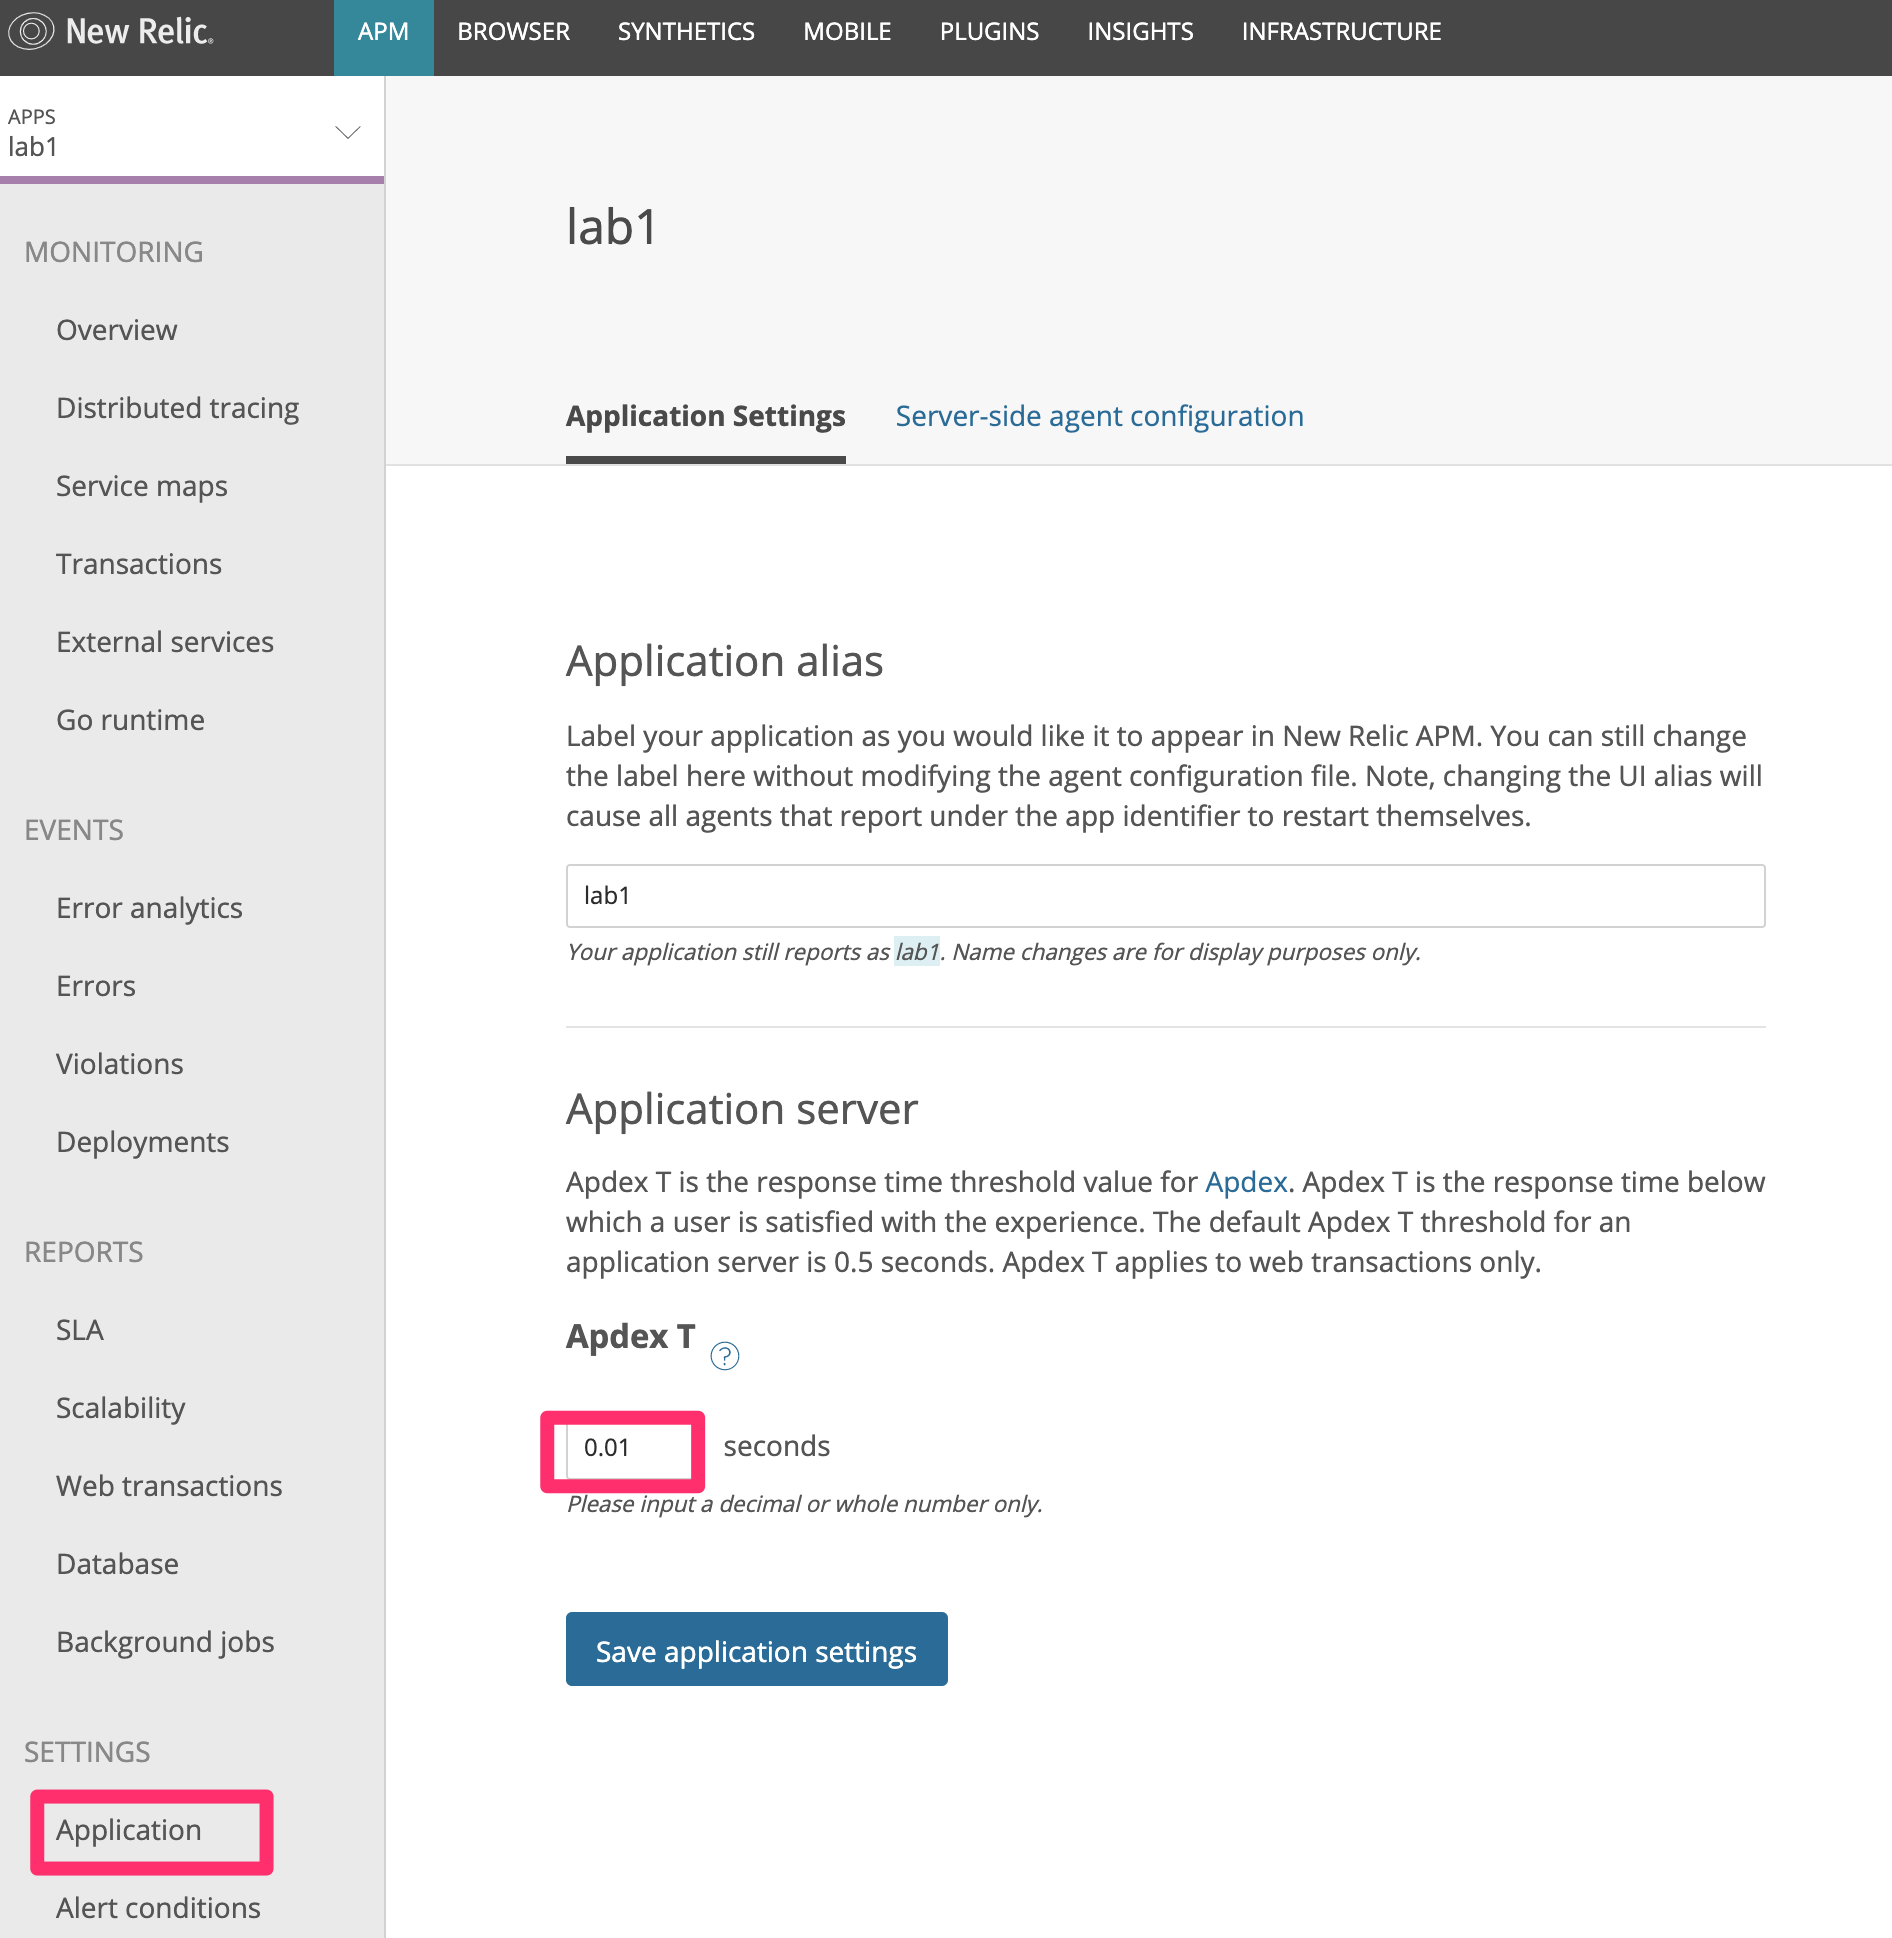 New Relic®
APM BROWSER SYNTHETICS MOBILE PLUGINS INSIGHTS INFRASTRUCTURE
APPS
lab1
MONITORING
Overview
Distributed tracing
Service maps
Transactions
External services
Go runtime
EVENTS
Error analytics
Errors
Violations
Deployments
REPORTS
SLA
Scalability
Web transactions
Database
Background jobs
SETTINGS
Application
Alert conditions
lab1
Application Settings Server-side agent configuration
Application alias
Label your application as you would like it to appear in New Relic APM. You can still change
the label here without modifying the agent configuration file. Note, changing the UI alias will
cause all agents that report under the app identifier to restart themselves.
lab1
Your application still reports as lab1. Name changes are for display purposes only.
Application server
Apdex T is the response time threshold value for Apdex. Apdex T is the response time below
which a user is satisfied with the experience. The default Apdex T threshold for an
application server is 0.5 seconds. Apdex T applies to web transactions only.
Apdex T ?
0.01 seconds
Please input a decimal or whole number only.
Save application settings